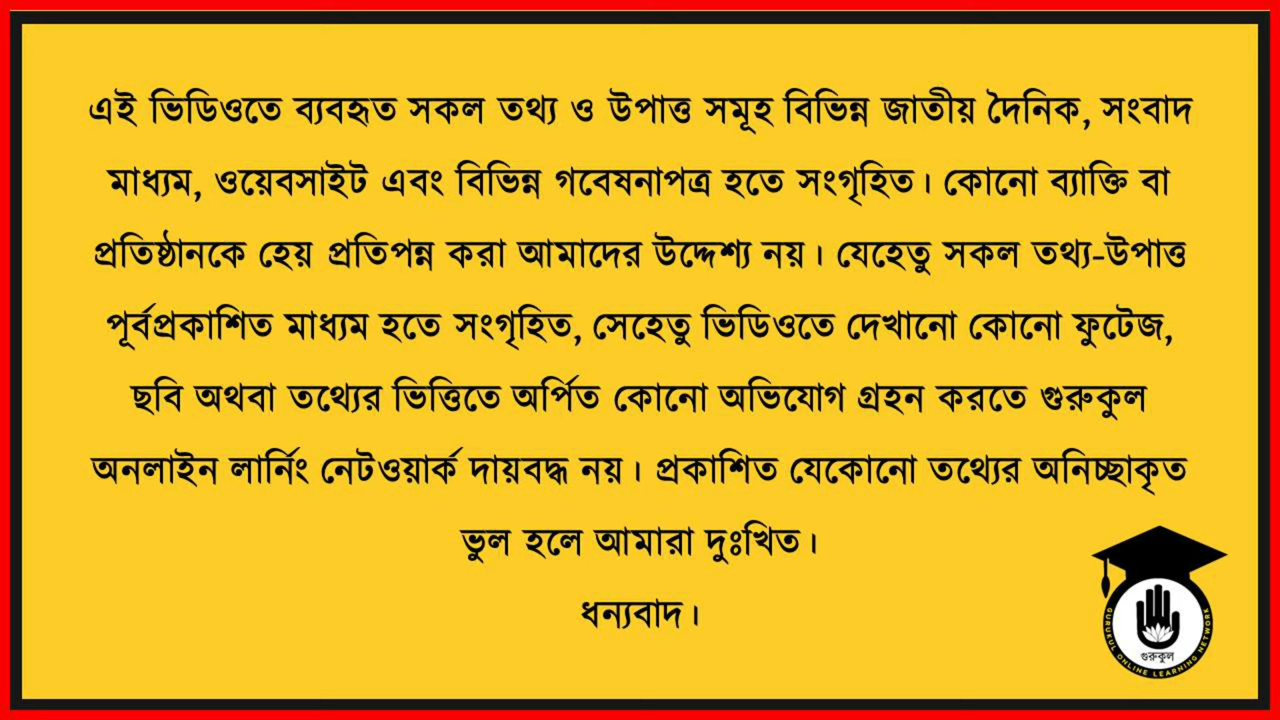 এই ভিডিওতে ব্যবহৃত সকল তথ্য ও উপাত্ত সমূহ বিভিন্ন জাতীয় দৈনিক, সংবাদ
মাধ্যম, ওয়েবসাইট এবং বিভিন্ন গবেষনাপত্র হতে সংগৃহিত। কোনো ব্যাক্তি বা
প্রতিষ্ঠানকে হেয় প্রতিপন্ন করা আমাদের উদ্দেশ্য নয়। যেহেতু সকল তথ্য-উপাত্ত
পূর্বপ্রকাশিত মাধ্যম হতে সংগৃহিত, সেহেতু ভিডিওতে দেখানো কোনো ফুটেজ,
ছবি অথবা তথ্যের ভিত্তিতে অর্পিত কোনো অভিযোগ গ্রহন করতে গুরুকুল
অনলাইন লার্নিং নেটওয়ার্ক দায়বদ্ধ নয়। প্রকাশিত যেকোনো তথ্যের অনিচ্ছাকৃত
ভুল হলে আমারা দুঃখিত।
ধন্যবাদ।
গুরুকুল
GURUKUL ONLINE LEARNING NETWORK